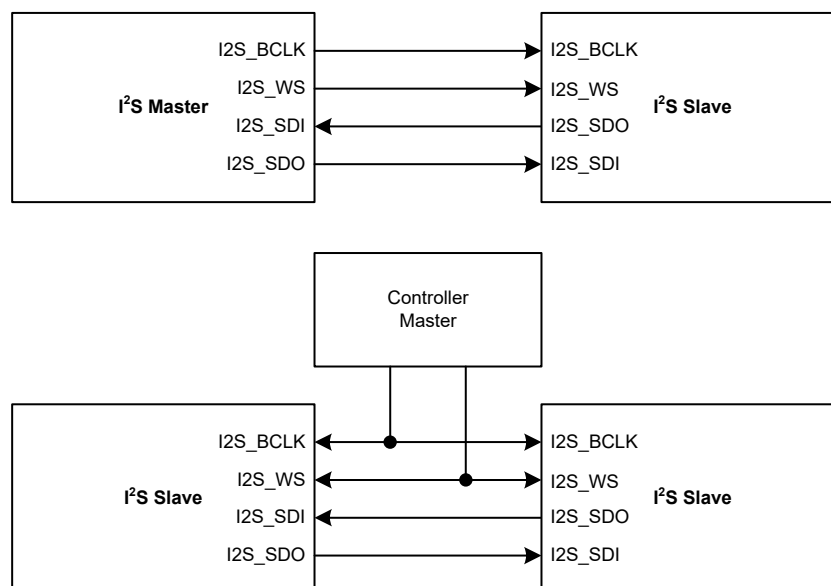 I2S_BCLK
I2S_WS
I²S Master
I2S_SDI
I2S_SDO
I2S_BCLK
I2S_WS
I2S_SDO
I²S Slave
I2S_SDI
Controller
Master
I2S_BCLK
I2S_WS
I²S Slave
I2S_SDI
I2S_SDO
I2S_BCLK
I2S_WS
I2S_SDO
I²S Slave
I2S_SDI